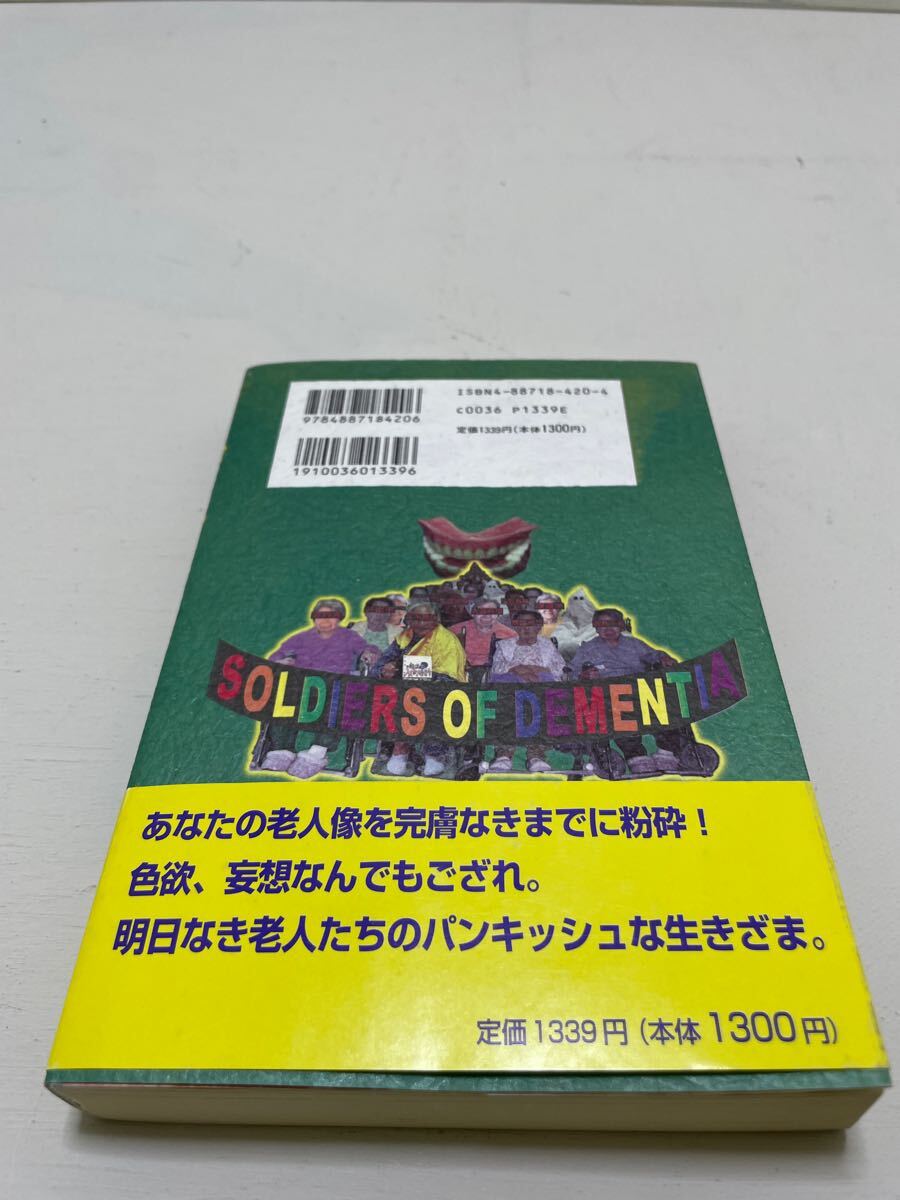 ISBN4-88718-420-4
C0036 P1339E
定価1339円(本体1300円)
9784887184206
1910036013396
SOLDIERS OF DEMENTIA
あなたの老人像を完膚なきまでに粉砕！
色欲、妄想なんでもござれ。
明日なき老人たちのパンキッシュな生きざま。
定価1339円（本体1300円）